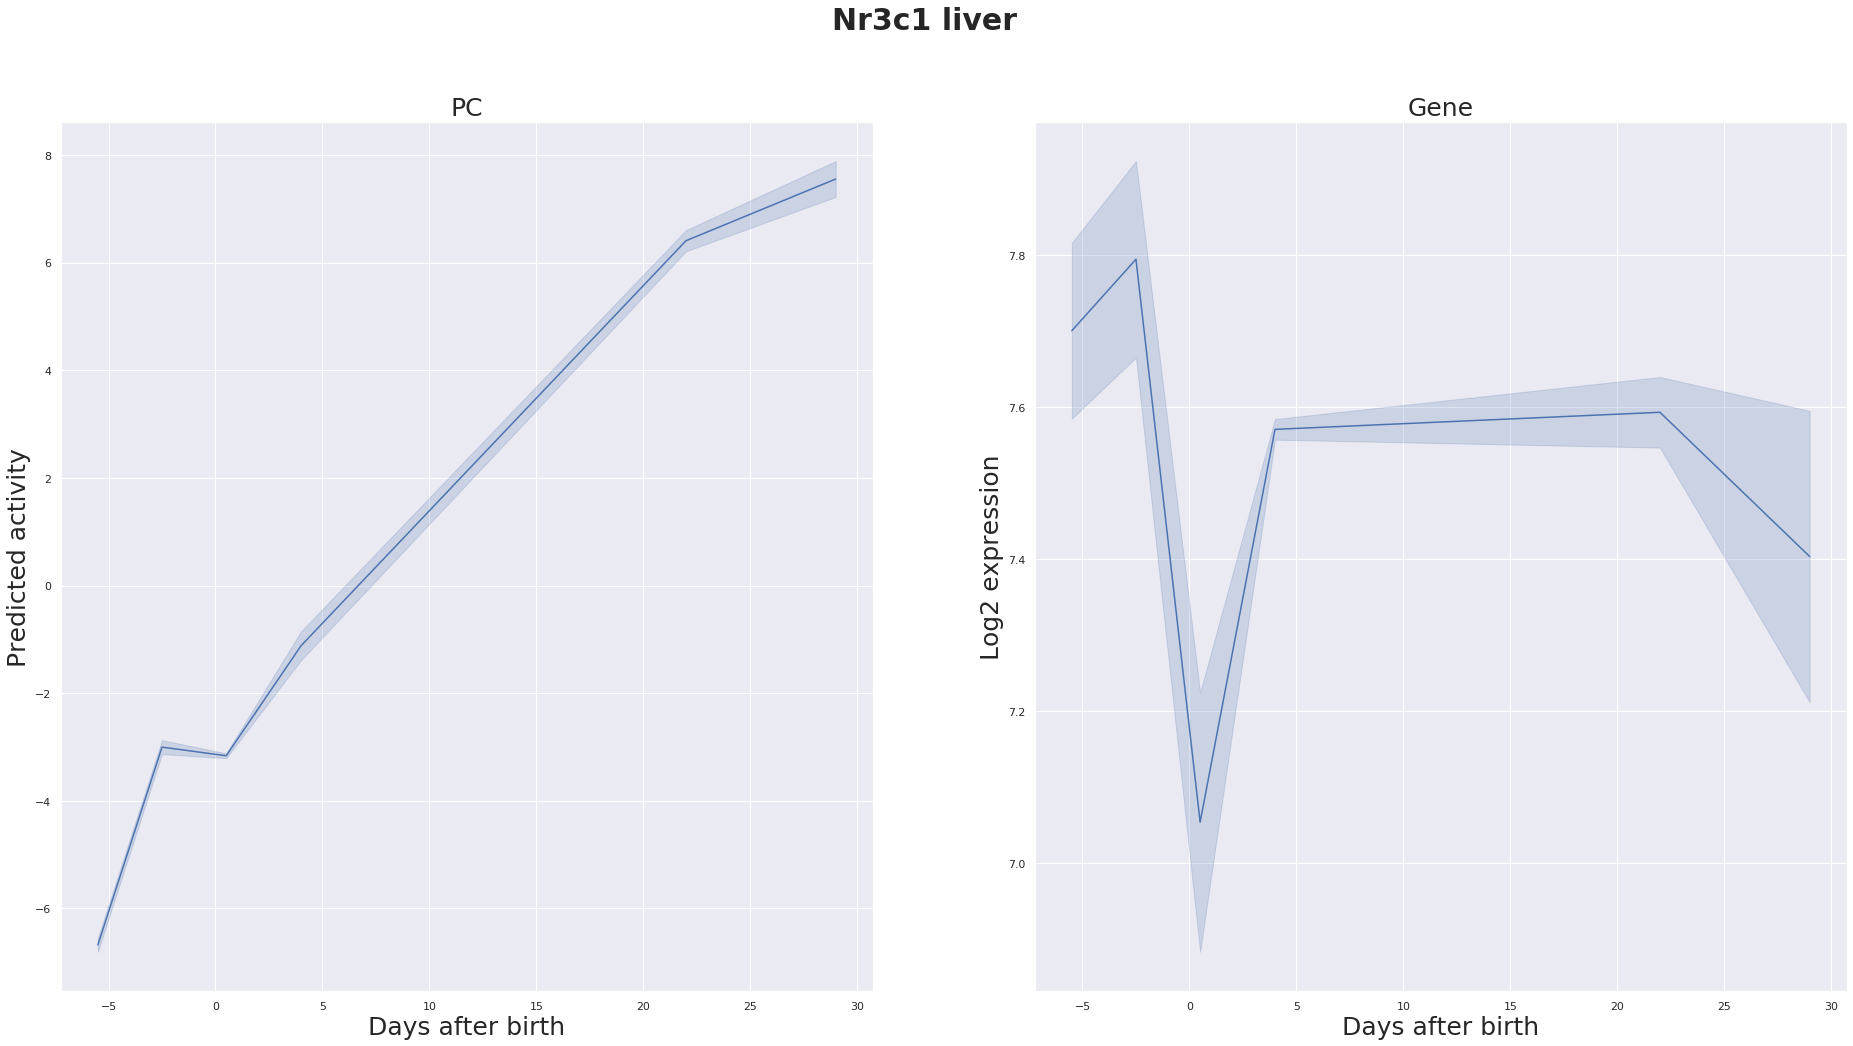 Nr3c1 liver
PC
Predicted activity
8
6
4
2
0
−2
−4
−6
−5 0 5 10 15 20 25 30
Days after birth
Gene
Log2 expression
7.8
7.6
7.4
7.2
7.0
−5 0 5 10 15 20 25 30
Days after birth